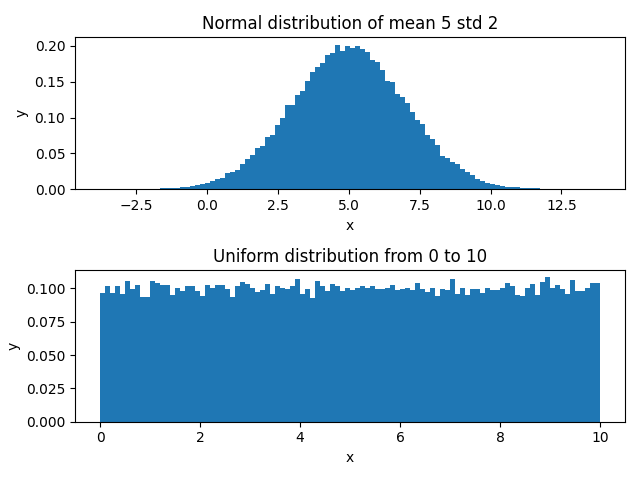 Normal distribution of mean 5 std 2
0.20
0.15
0.10
0.05
0.00
y
−2.5 0.0 2.5 5.0 7.5 10.0 12.5
x
Uniform distribution from 0 to 10
0.100
0.075
0.050
0.025
0.000
y
0 2 4 6 8 10
x